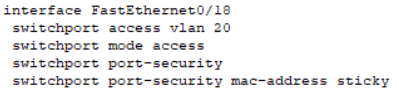 interface FastEthernet0/18
switchport access vlan 20
switchport mode access
switchport port-security
switchport port-security mac-address sticky